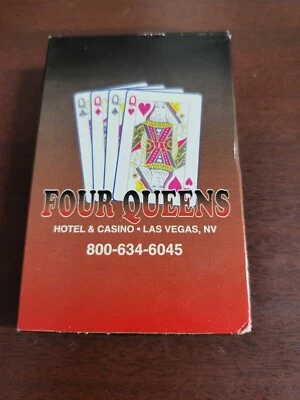 Q Q Q Q
FOUR QUEENS
HOTEL & CASINO • LAS VEGAS, NV
800-634-6045